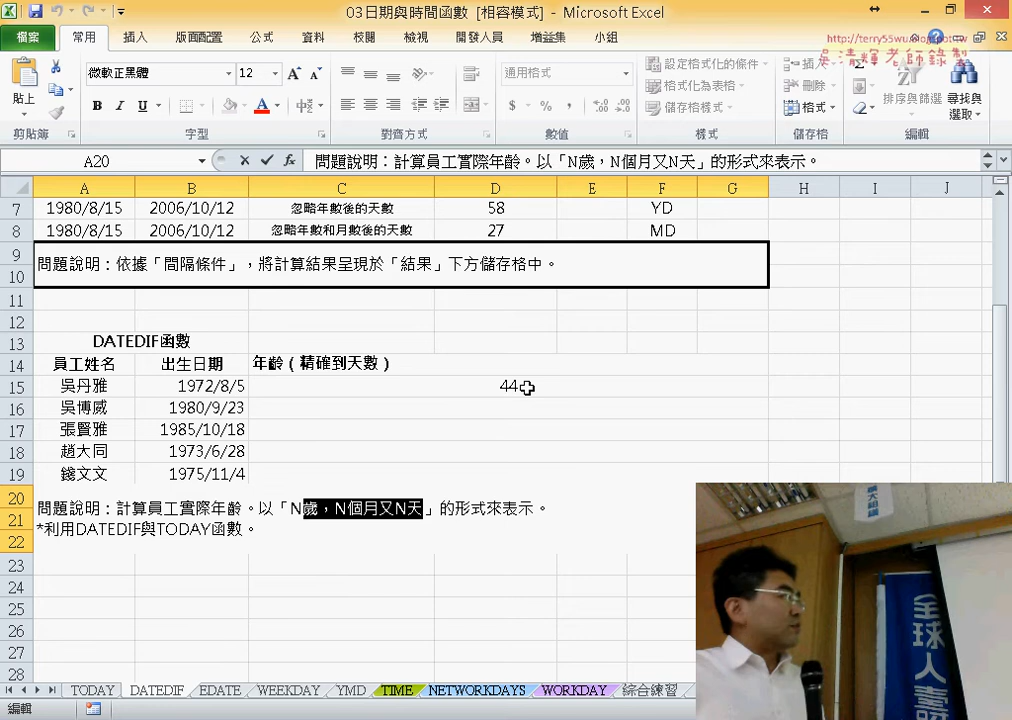 03日期與時間函數 [相容模式] - Microsoft Excel
檔案 常用 插入 版面配置 公式 資料 校閱 檢視 開發人員 增益集 小組
http://terry55wu.blogspot.tw
吳清輝老師錄製
貼上 微軟正黑體 12 B I U A 中 通用格式 $ % , 設定格式化的條件 格式化為表格 儲存格樣式 插入 刪除 格式 Σ 排序與篩選 尋找與選取
剪貼簿 字型 對齊方式 數值 樣式 儲存格 編輯
A20 fx 問題說明：計算員工實際年齡。以「N歲，N個月又N天」的形式來表示。
A B C D E F G H I J
7 1980/8/15 2006/10/12 忽略年數後的天數 58 YD
8 1980/8/15 2006/10/12 忽略年數和月數後的天數 27 MD
9
10 問題說明：依據「間隔條件」，將計算結果呈現於「結果」下方儲存格中。
11
12
13 DATEDIF函數
14 員工姓名 出生日期 年齡（精確到天數）
15 吳丹雅 1972/8/5 44
16 吳博威 1980/9/23
17 張賢雅 1985/10/18
18 趙大同 1973/6/28
19 錢文文 1975/11/4
20 問題說明：計算員工實際年齡。以「N歲，N個月又N天」的形式來表示。
21 *利用DATEDIF與TODAY函數。
22
23
24
25
26
27
28
全球人壽
TODAY DATEDIF EDATE WEEKDAY YMD TIME NETWORKDAYS WORKDAY 綜合練習
編輯